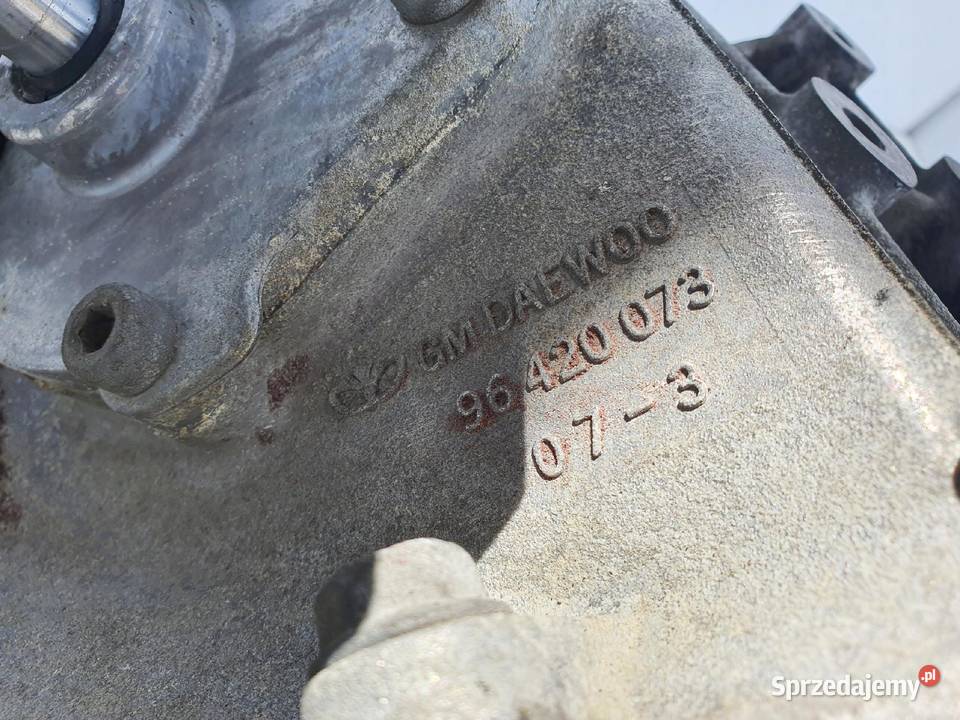 GM DAEWOO
96 420 073
07-3
Sprzedajemy.pl